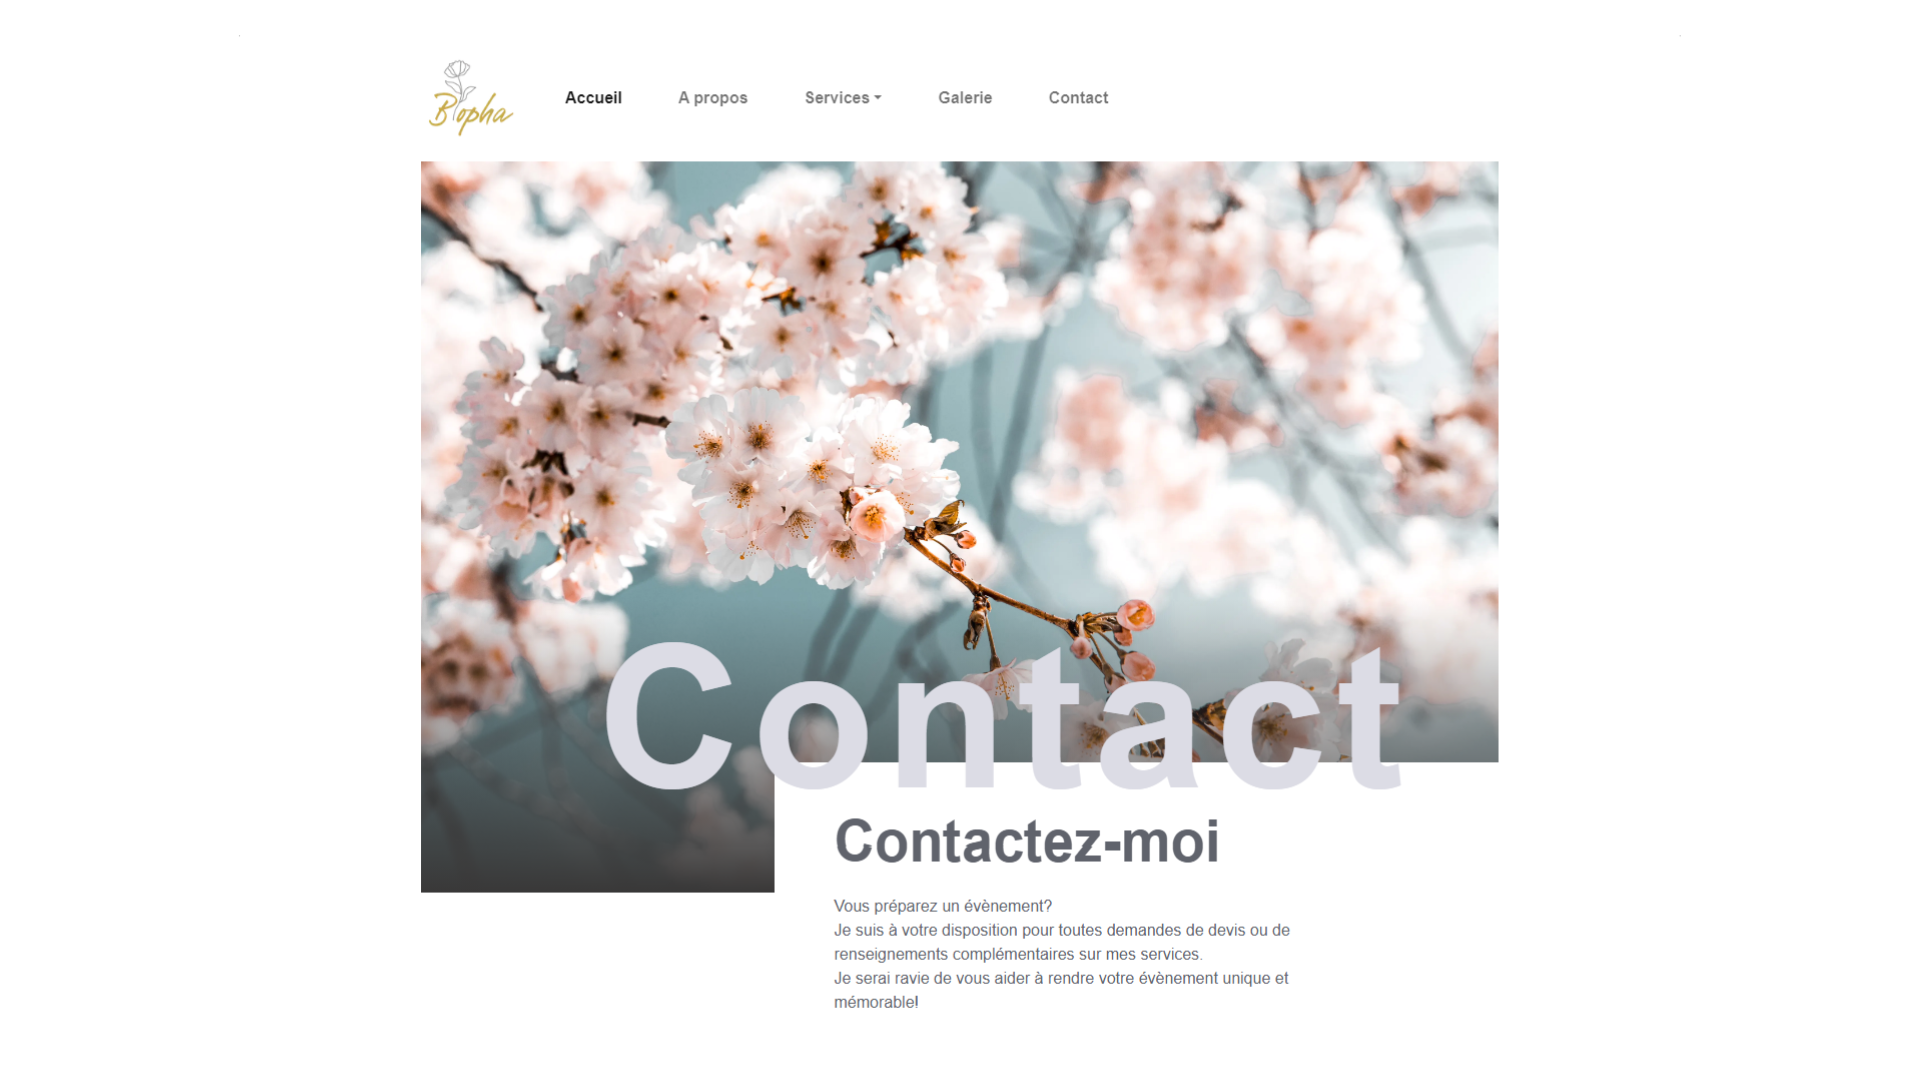 Bopha
Accueil
A propos
Services
Galerie
Contact
Contact
Contactez-moi
Vous préparez un évènement?
Je suis à votre disposition pour toutes demandes de devis ou de
renseignements complémentaires sur mes services.
Je serai ravie de vous aider à rendre votre évènement unique et
mémorable!